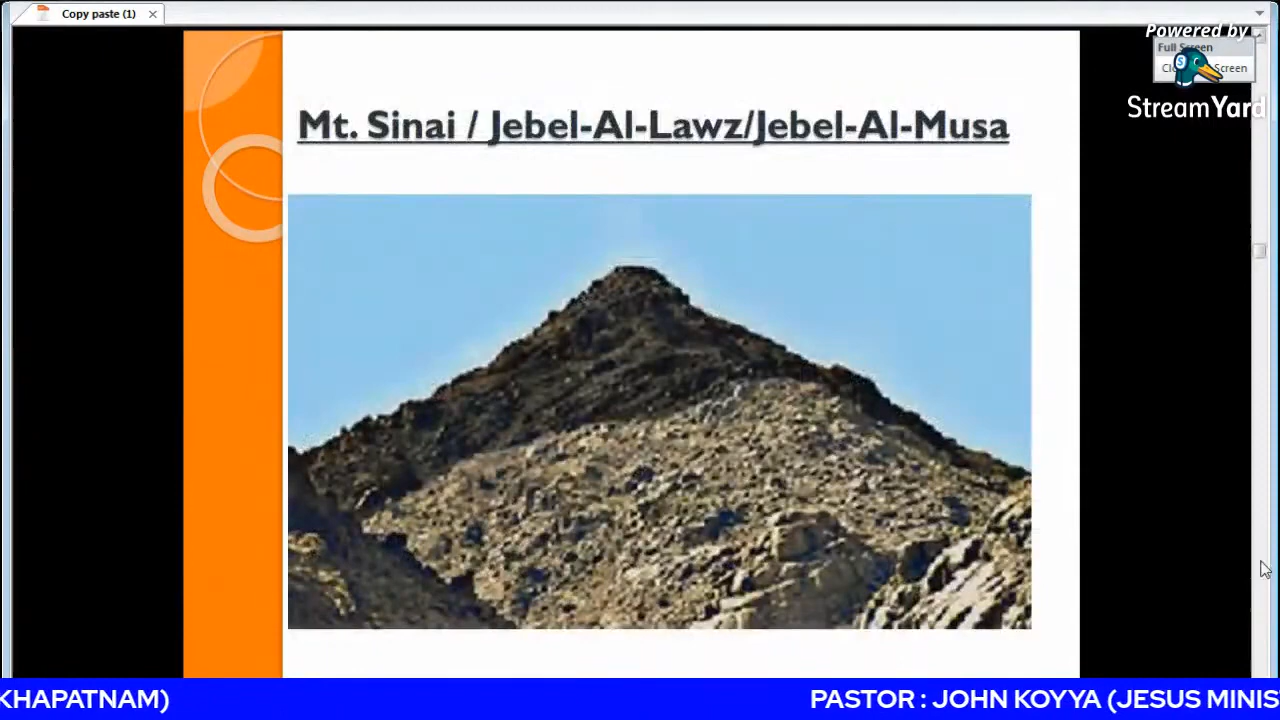 Copy paste (1)
Powered by
Full Screen
Screen
StreamYard
Mt. Sinai / Jebel-Al-Lawz/Jebel-Al-Musa
KHAPATNAM)
PASTOR : JOHN KOYYA (JESUS MINIS